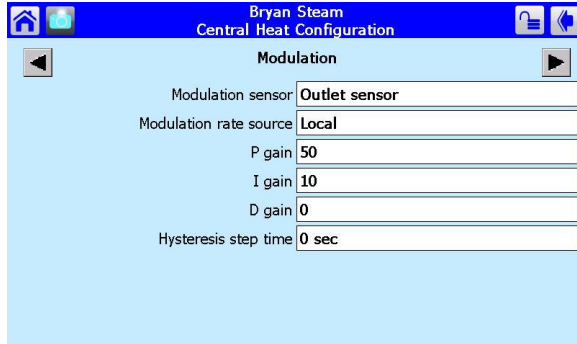 Bryan Steam
Central Heat Configuration
Modulation
Modulation sensor Outlet sensor
Modulation rate source Local
P gain 50
I gain 10
D gain 0
Hysteresis step time 0 sec